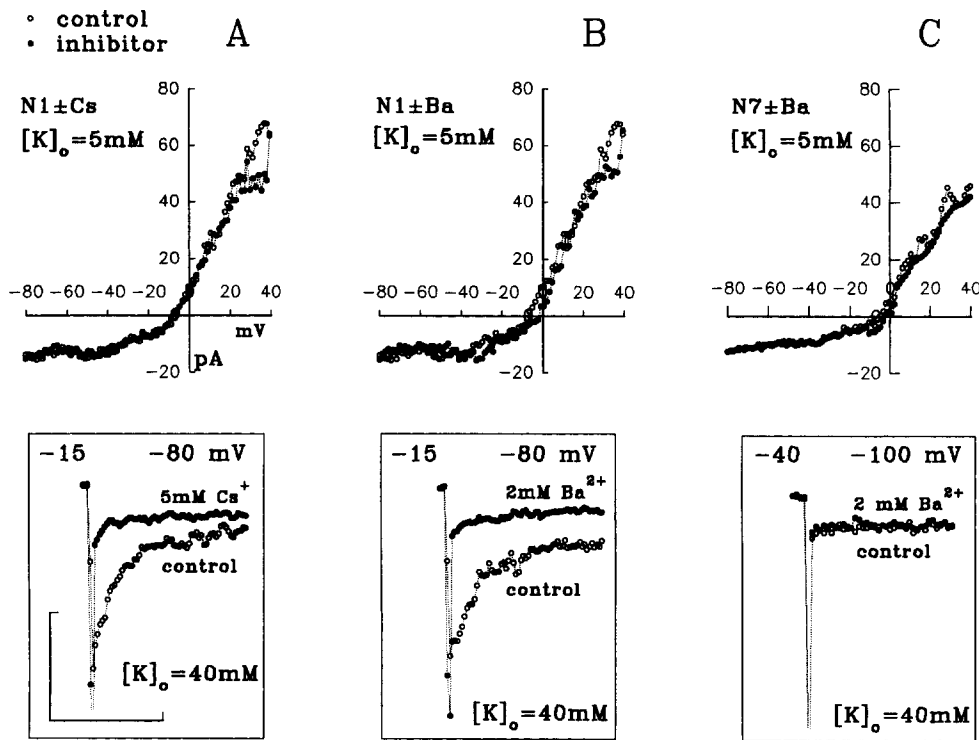 ○ control
● inhibitor
A
B
C
N1±Cs
[K]o=5mM
80
60
40
20
-20
-80 -60 -40 -20 0 20 40
mV
pA
N1±Ba
[K]o=5mM
80
60
40
20
-20
-80 -60 -40 -20 0 20 40
N7±Ba
[K]o=5mM
80
60
40
20
-20
-80 -60 -40 -20 0 20 40
-15 -80 mV
5mM Cs+
control
[K]o=40mM
-15 -80 mV
2mM Ba2+
control
[K]o=40mM
-40 -100 mV
2 mM Ba2+
control
[K]o=40mM